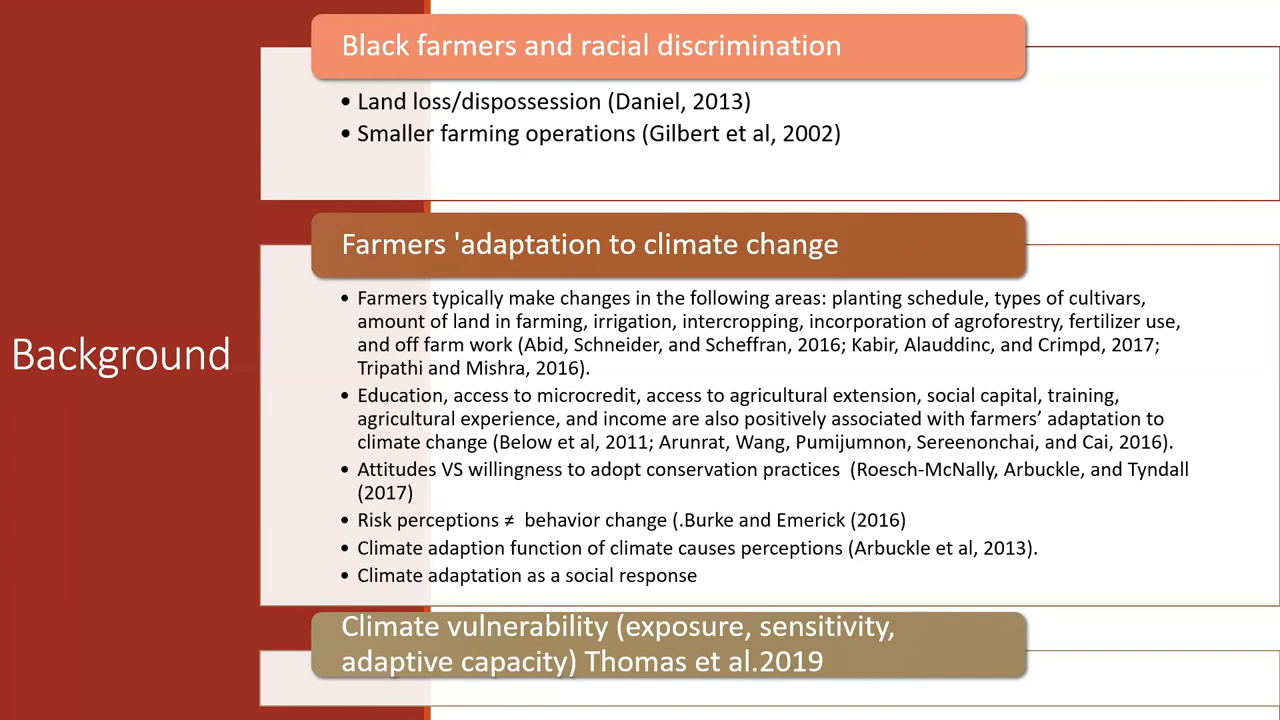 Background
Black farmers and racial discrimination
• Land loss/dispossession (Daniel, 2013)
• Smaller farming operations (Gilbert et al, 2002)
Farmers 'adaptation to climate change
• Farmers typically make changes in the following areas: planting schedule, types of cultivars,
amount of land in farming, irrigation, intercropping, incorporation of agroforestry, fertilizer use,
and off farm work (Abid, Schneider, and Scheffran, 2016; Kabir, Alauddinc, and Crimpd, 2017;
Tripathi and Mishra, 2016).
• Education, access to microcredit, access to agricultural extension, social capital, training,
agricultural experience, and income are also positively associated with farmers’ adaptation to
climate change (Below et al, 2011; Arunrat, Wang, Pumijumnon, Sereenonchai, and Cai, 2016).
• Attitudes VS willingness to adopt conservation practices  (Roesch-McNally, Arbuckle, and Tyndall
(2017)
• Risk perceptions ≠  behavior change (.Burke and Emerick (2016)
• Climate adaption function of climate causes perceptions (Arbuckle et al, 2013).
• Climate adaptation as a social response
Climate vulnerability (exposure, sensitivity,
adaptive capacity) Thomas et al.2019